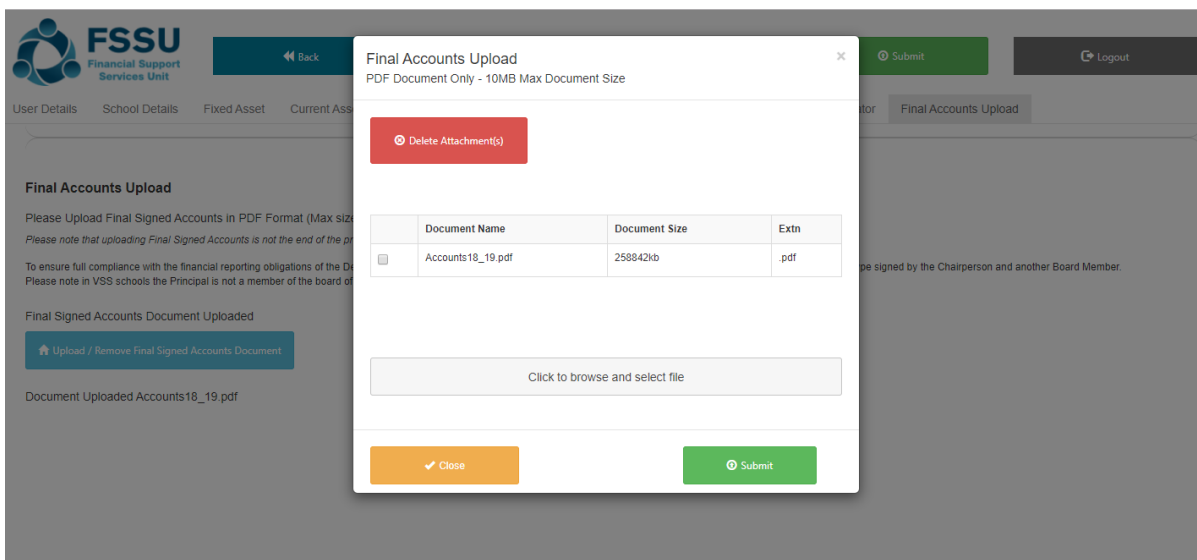 FSSU
Financial Support
Services Unit
Back
Submit
Logout
User Details School Details Fixed Asset Current Ass
Final Accounts Upload
Final Accounts Upload
PDF Document Only - 10MB Max Document Size
×
Delete Attachment(s)
Document Name Document Size Extn
Accounts18_19.pdf 258842kb .pdf
Click to browse and select file
Close
Submit
Final Accounts Upload
Please Upload Final Signed Accounts in PDF Format (Max size
Please note that uploading Final Signed Accounts is not the end of the pr
To ensure full compliance with the financial reporting obligations of the De
pe signed by the Chairperson and another Board Member.
Please note in VSS schools the Principal is not a member of the board of
Final Signed Accounts Document Uploaded
Upload / Remove Final Signed Accounts Document
Document Uploaded Accounts18_19.pdf